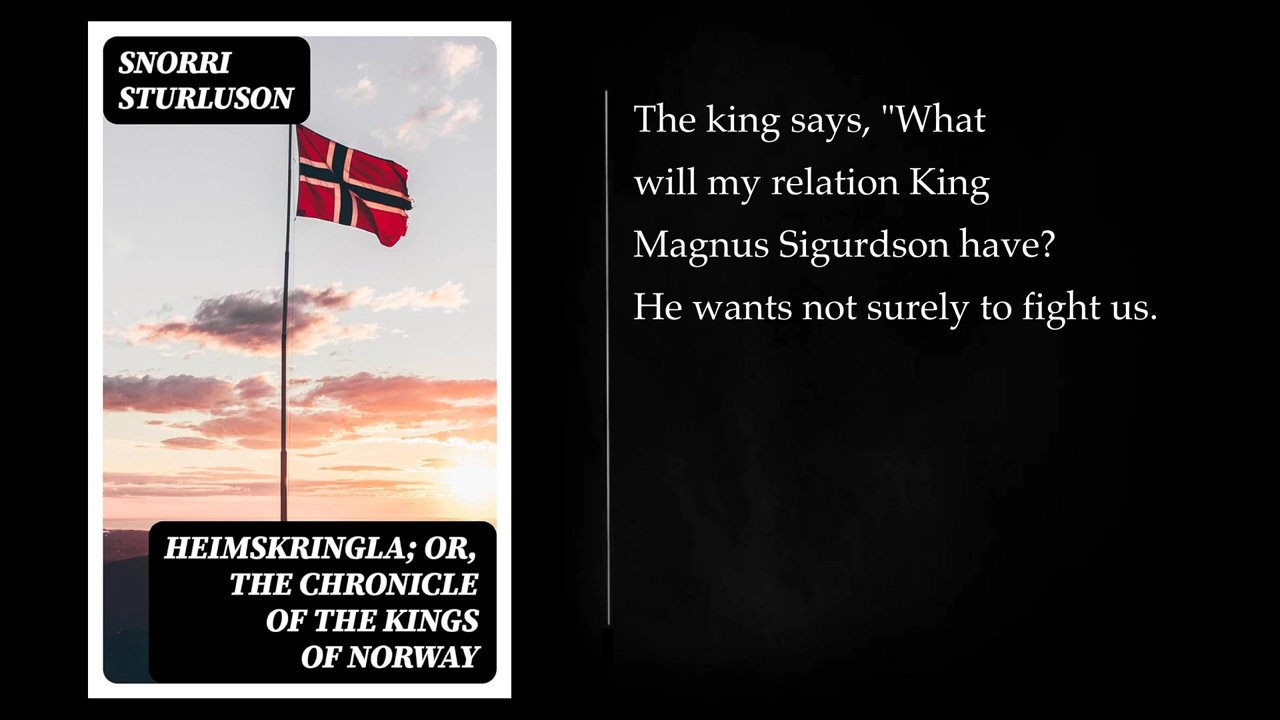 SNORRI
STURLUSON
HEIMSKRINGLA; OR,
THE CHRONICLE
OF THE KINGS
OF NORWAY
The king says, "What
will my relation King
Magnus Sigurdson have?
He wants not surely to fight us.